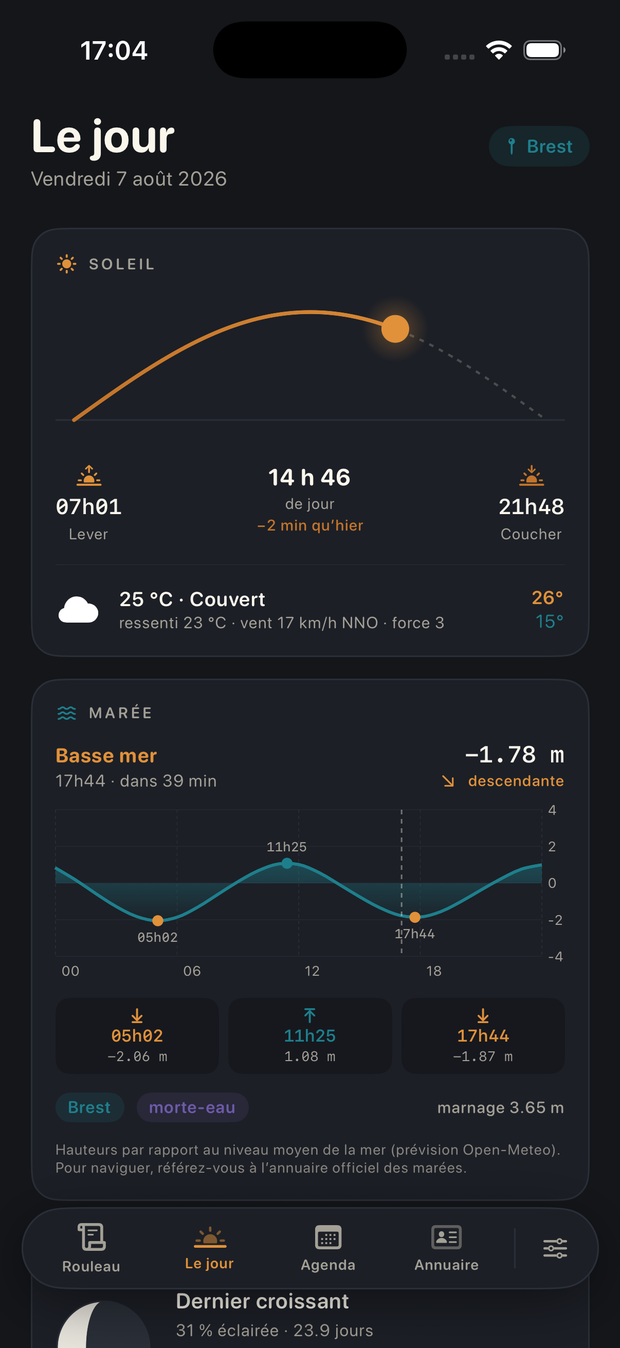 17:04
Le jour
Vendredi 7 août 2026
Brest
SOLEIL
07h01
Lever
14 h 46
de jour
−2 min qu’hier
21h48
Coucher
25 °C · Couvert
ressenti 23 °C · vent 17 km/h NNO · force 3
26°
15°
MARÉE
Basse mer
17h44 · dans 39 min
−1.78 m
descendante
4
2
0
-2
-4
11h25
05h02
17h44
00 06 12 18
05h02
−2.06 m
11h25
1.08 m
17h44
−1.87 m
Brest
morte-eau
marnage 3.65 m
Hauteurs par rapport au niveau moyen de la mer (prévision Open-Meteo).
Pour naviguer, référez-vous à l’annuaire officiel des marées.
Rouleau
Le jour
Agenda
Annuaire
Dernier croissant
31 % éclairée · 23.9 jours